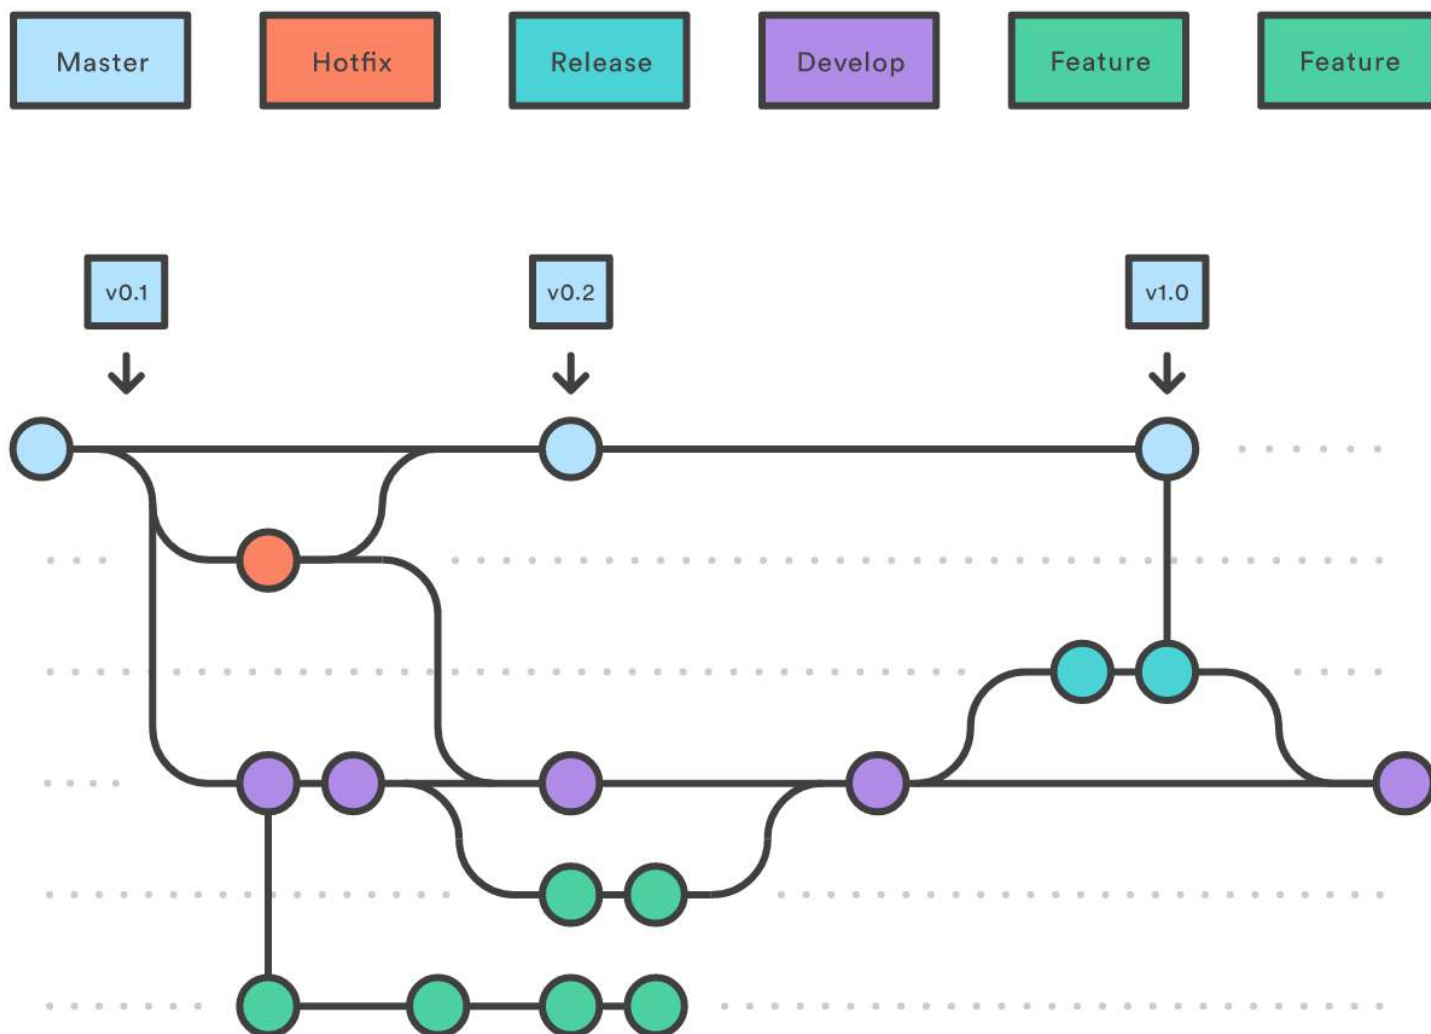 Master
Hotfix
Release
Develop
Feature
Feature
v0.1
v0.2
v1.0